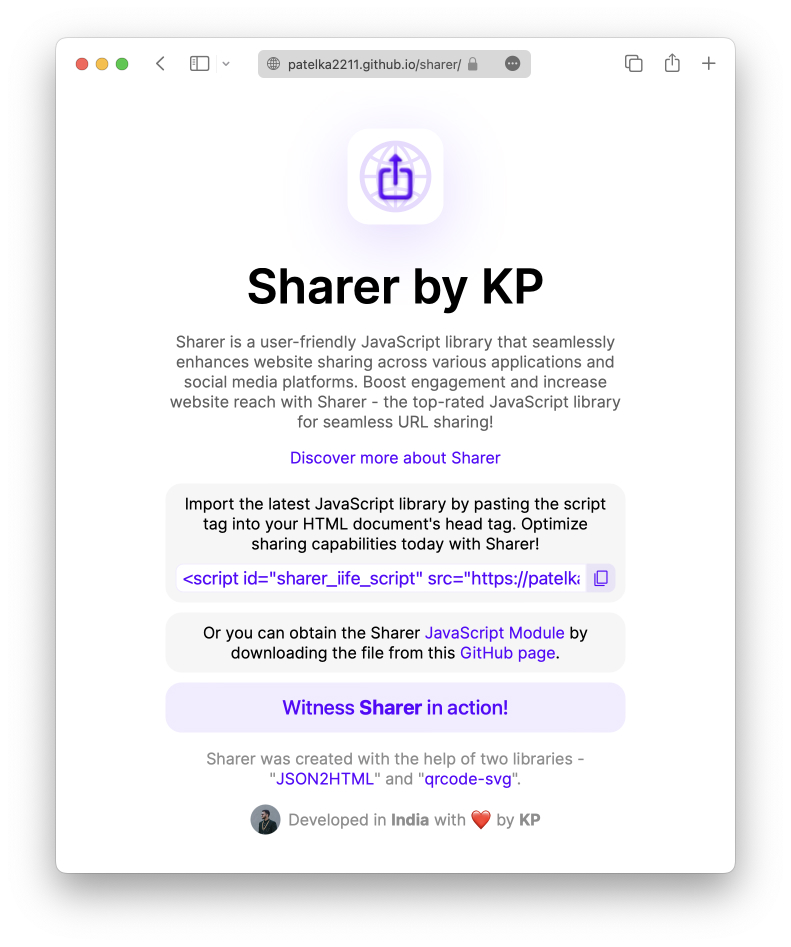 patelka2211.github.io/sharer/
Sharer by KP
Sharer is a user-friendly JavaScript library that seamlessly
enhances website sharing across various applications and
social media platforms. Boost engagement and increase
website reach with Sharer - the top-rated JavaScript library
for seamless URL sharing!
Discover more about Sharer
Import the latest JavaScript library by pasting the script
tag into your HTML document's head tag. Optimize
sharing capabilities today with Sharer!
<script id="sharer_iife_script" src="https://patelka
Or you can obtain the Sharer JavaScript Module by
downloading the file from this GitHub page.
Witness Sharer in action!
Sharer was created with the help of two libraries -
"JSON2HTML" and "qrcode-svg".
Developed in India with ❤️ by KP